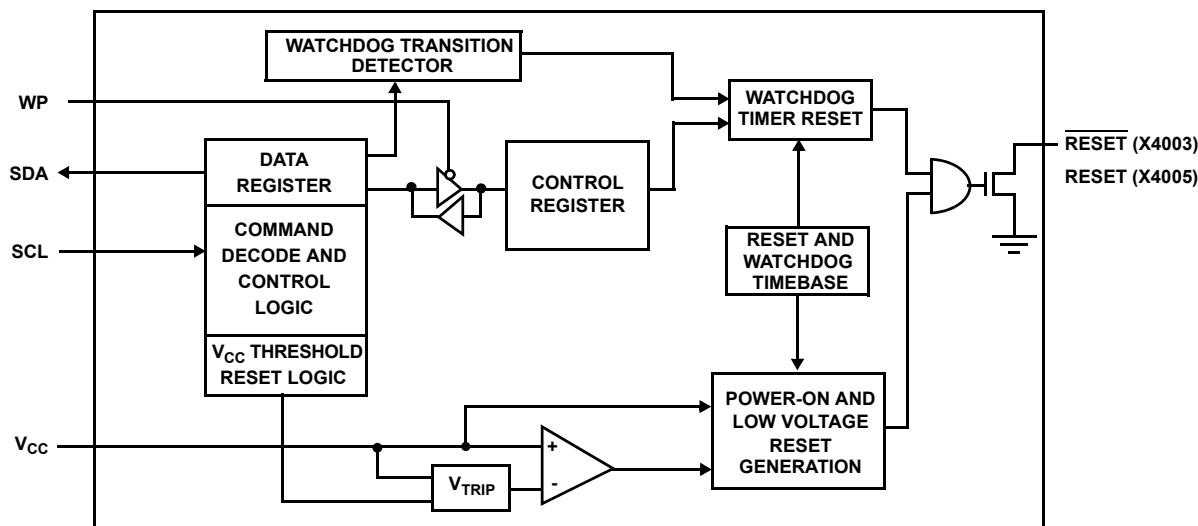 WATCHDOG TRANSITION
DETECTOR
WP
WATCHDOG
TIMER RESET
RESET (X4003)
RESET (X4005)
SDA
DATA
REGISTER
CONTROL
REGISTER
SCL
COMMAND
DECODE AND
CONTROL
LOGIC
RESET AND
WATCHDOG
TIMEBASE
VCC THRESHOLD
RESET LOGIC
POWER-ON AND
LOW VOLTAGE
RESET
GENERATION
VCC
+
-
VTRIP